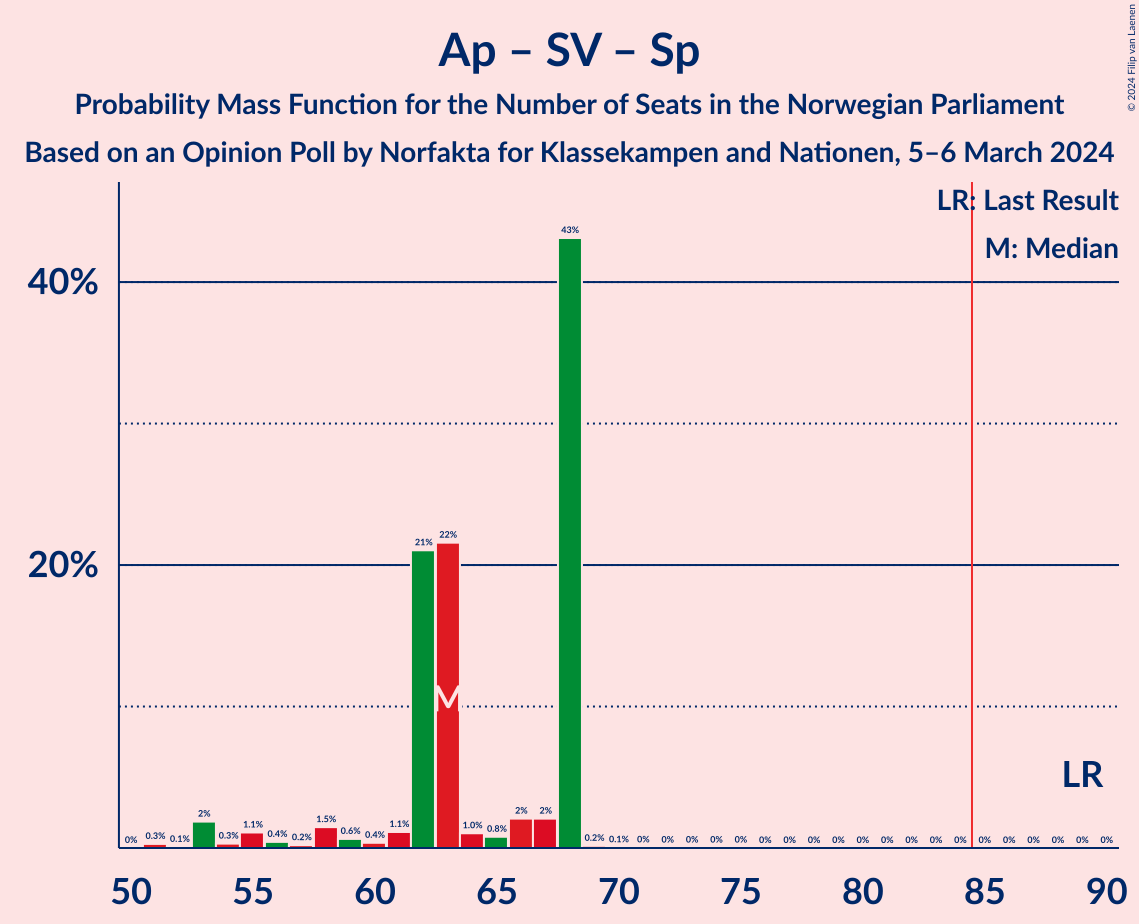 © 2024 Filip van Laenen
Ap – SV – Sp
Probability Mass Function for the Number of Seats in the Norwegian Parliament
Based on an Opinion Poll by Norfakta for Klassekampen and Nationen, 5–6 March 2024
LR: Last Result
M: Median
40%
20%
0% 0.3% 0.1% 2% 0.3% 1.1% 0.4% 0.2% 1.5% 0.6% 0.4% 1.1% 21% 22% 1.0% 0.8% 2% 2% 43% 0.2% 0.1% 0% 0% 0% 0% 0% 0% 0% 0% 0% 0% 0% 0% 0% 0% 0% 0% 0% 0% 0% 0%
M
LR
50 55 60 65 70 75 80 85 90